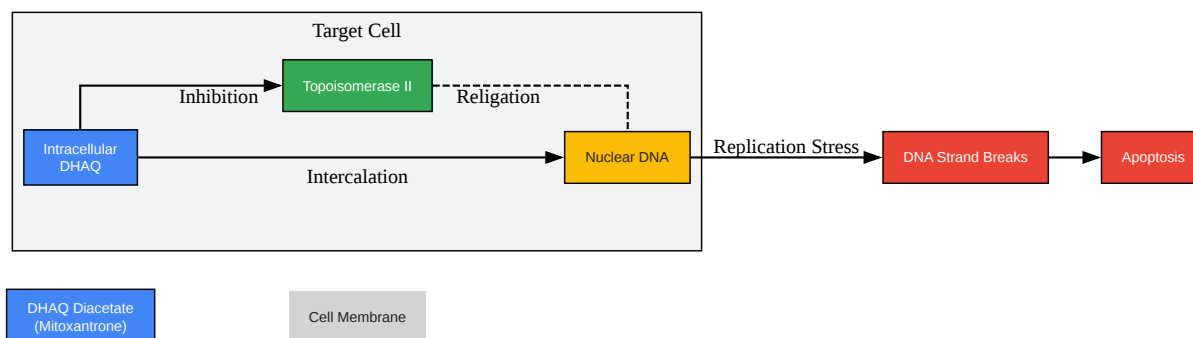 Target Cell
Topoisomerase II
Inhibition
Religation
Intracellular
DHAQ
Intercalation
Nuclear DNA
Replication Stress
DNA Strand Breaks
Apoptosis
DHAQ Diacetate
(Mitoxantrone)
Cell Membrane